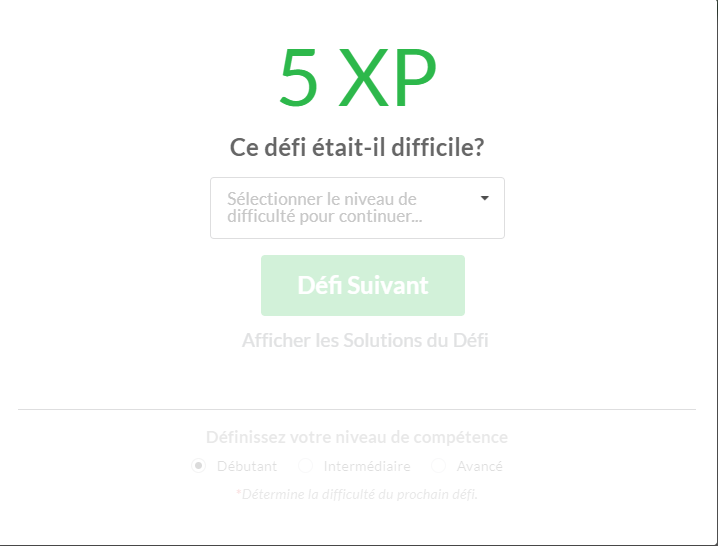 5 XP
Ce défi était-il difficile?
Sélectionner le niveau de
difficulté pour continuer...
Défi Suivant
Afficher les Solutions du Défi
Définissez votre niveau de compétence
Débutant Intermédiaire Avancé
*Détermine la difficulté du prochain défi.